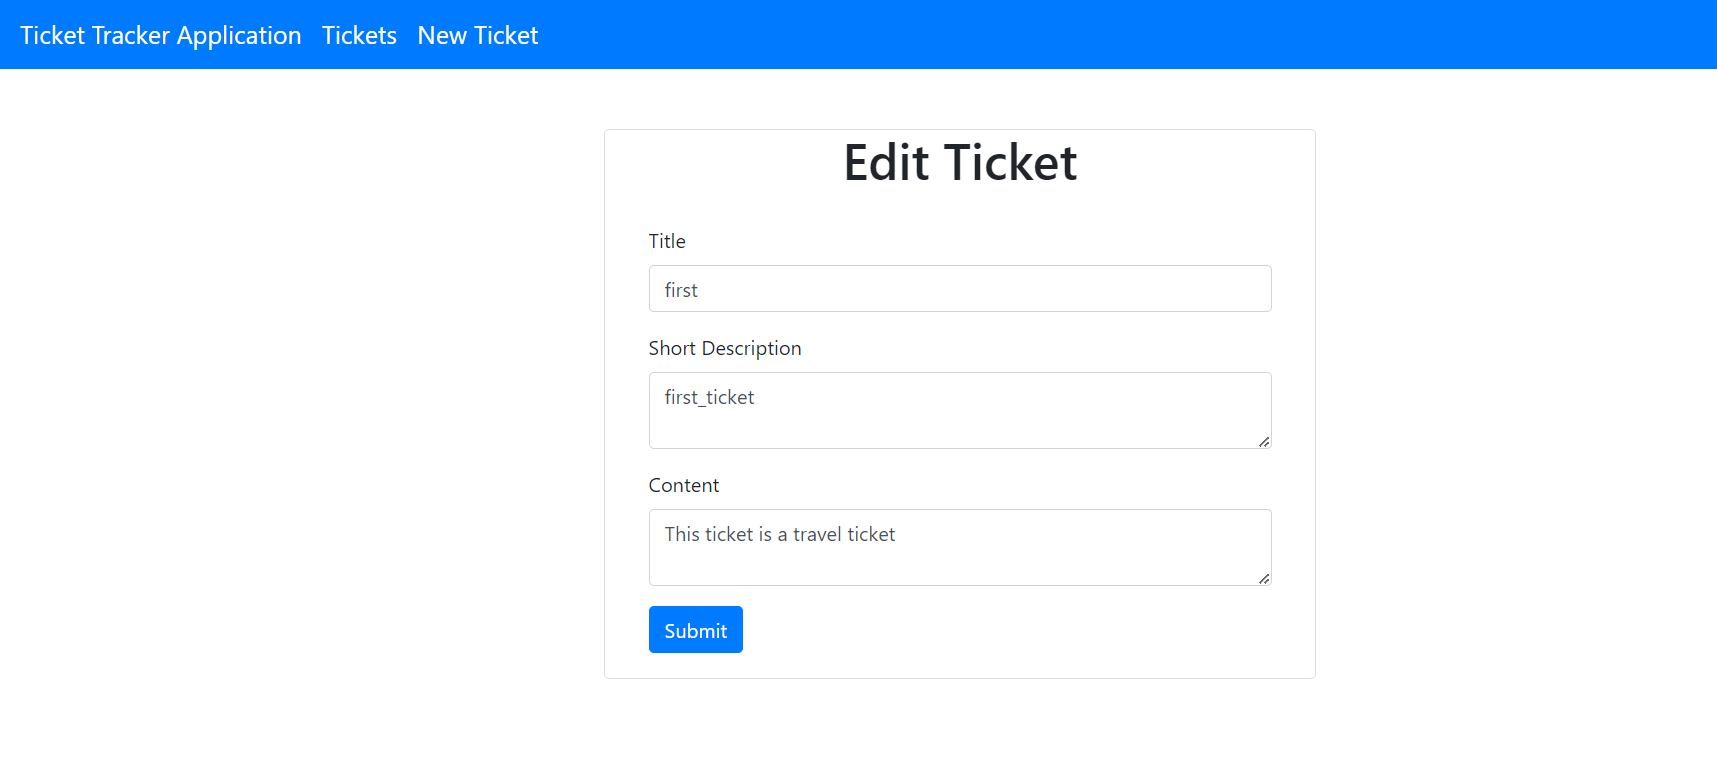 Ticket Tracker Application Tickets New Ticket
Edit Ticket
Title
first
Short Description
first_ticket
Content
This ticket is a travel ticket
Submit